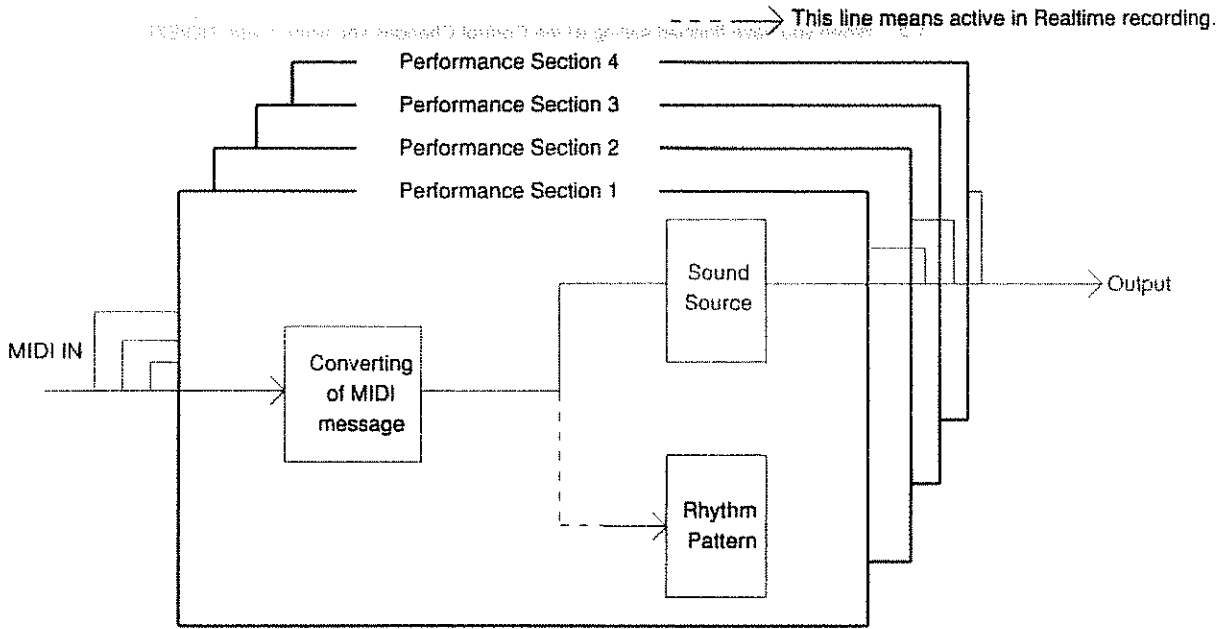 This line means active in Realtime recording.
Performance Section 4
Performance Section 3
Performance Section 2
Performance Section 1
Sound
Source
Output
MIDI IN
Converting
of MIDI
message
Rhythm
Pattern